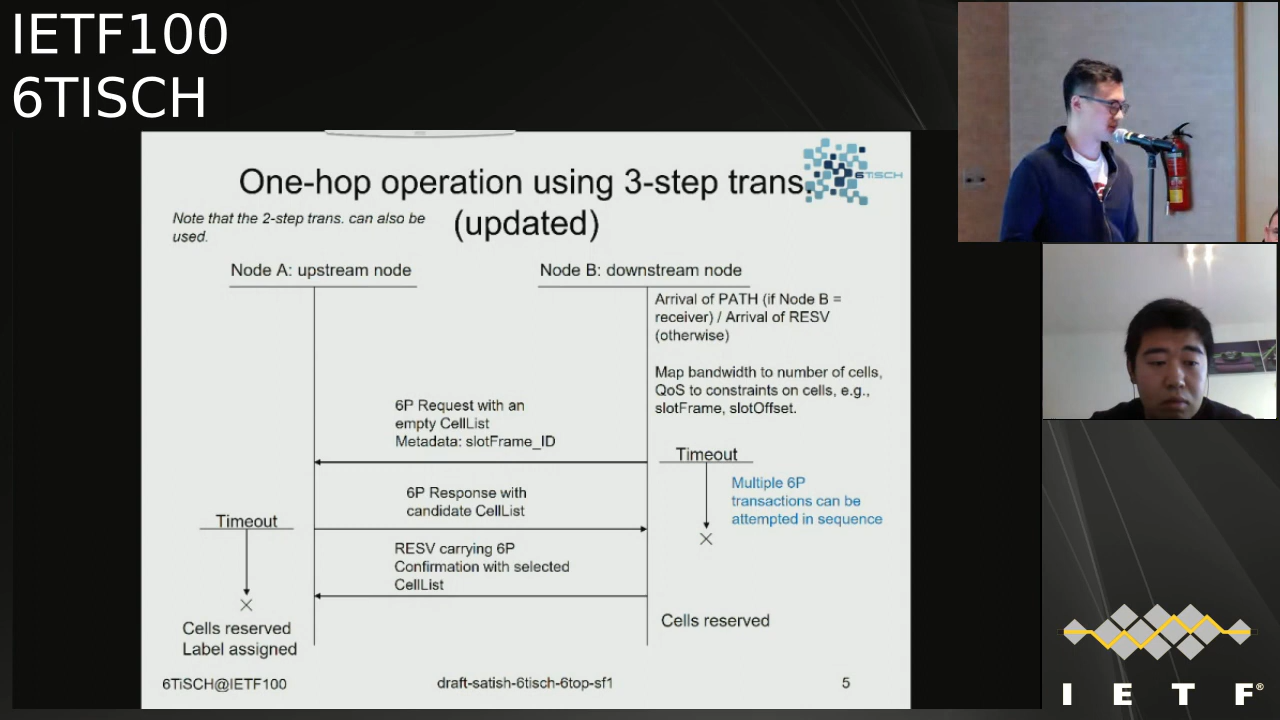 IETF100
6TISCH
One-hop operation using 3-step trans.
(updated)
6TISCH
Note that the 2-step trans. can also be
used.
Node A: upstream node
Node B: downstream node
Arrival of PATH (if Node B =
receiver) / Arrival of RESV
(otherwise)
Map bandwidth to number of cells,
QoS to constraints on cells, e.g.,
slotFrame, slotOffset.
6P Request with an
empty CellList
Metadata: slotFrame_ID
Timeout
Multiple 6P
transactions can be
attempted in sequence
6P Response with
candidate CellList
Timeout
RESV carrying 6P
Confirmation with selected
CellList
Cells reserved
Label assigned
Cells reserved
6TiSCH@IETF100
draft-satish-6tisch-6top-sf1
5
I E T F®